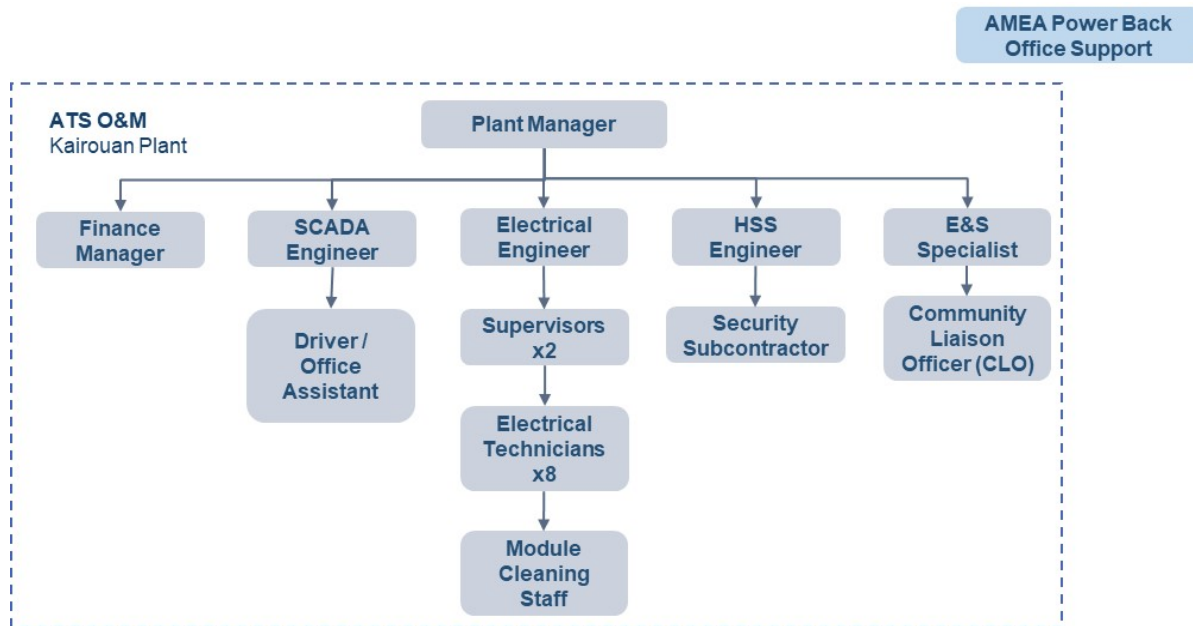 AMEA Power Back
Office Support
ATS O&M
Kairouan Plant
Plant Manager
Finance
Manager
SCADA
Engineer
Electrical
Engineer
HSS
Engineer
E&S
Specialist
Driver /
Office
Assistant
Supervisors
x2
Security
Subcontractor
Community
Liaison
Officer (CLO)
Electrical
Technicians
x8
Module
Cleaning
Staff